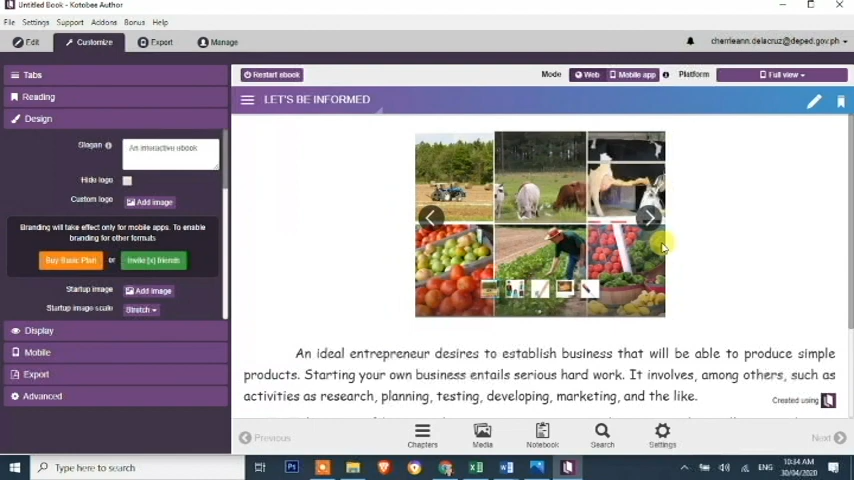 Untitled Book - Kotobee Author
File Settings Support Addons Bonus Help
Edit Customize Export Manage cherrieann.delacruz@deped.gov.ph
Tabs
Restart ebook Mode Web Mobile app Platform Full view
Reading
LET'S BE INFORMED
Design
Slogan An interactive ebook
Hide logo
Custom logo Add image
Branding will take effect only for mobile apps. To enable
branding for other formats
Buy Basic Plan or Invite [x] friends
Startup image Add image
Startup image scale Stretch
Display
Mobile
Export
Advanced
An ideal entrepreneur desires to establish business that will be able to produce simple
products. Starting your own business entails serious hard work. It involves, among others, such as
activities as research, planning, testing, developing, marketing, and the like.
Created using
Previous Chapters Media Notebook Search Settings Next
Type here to search
ENG
10:34 AM
30/04/2020